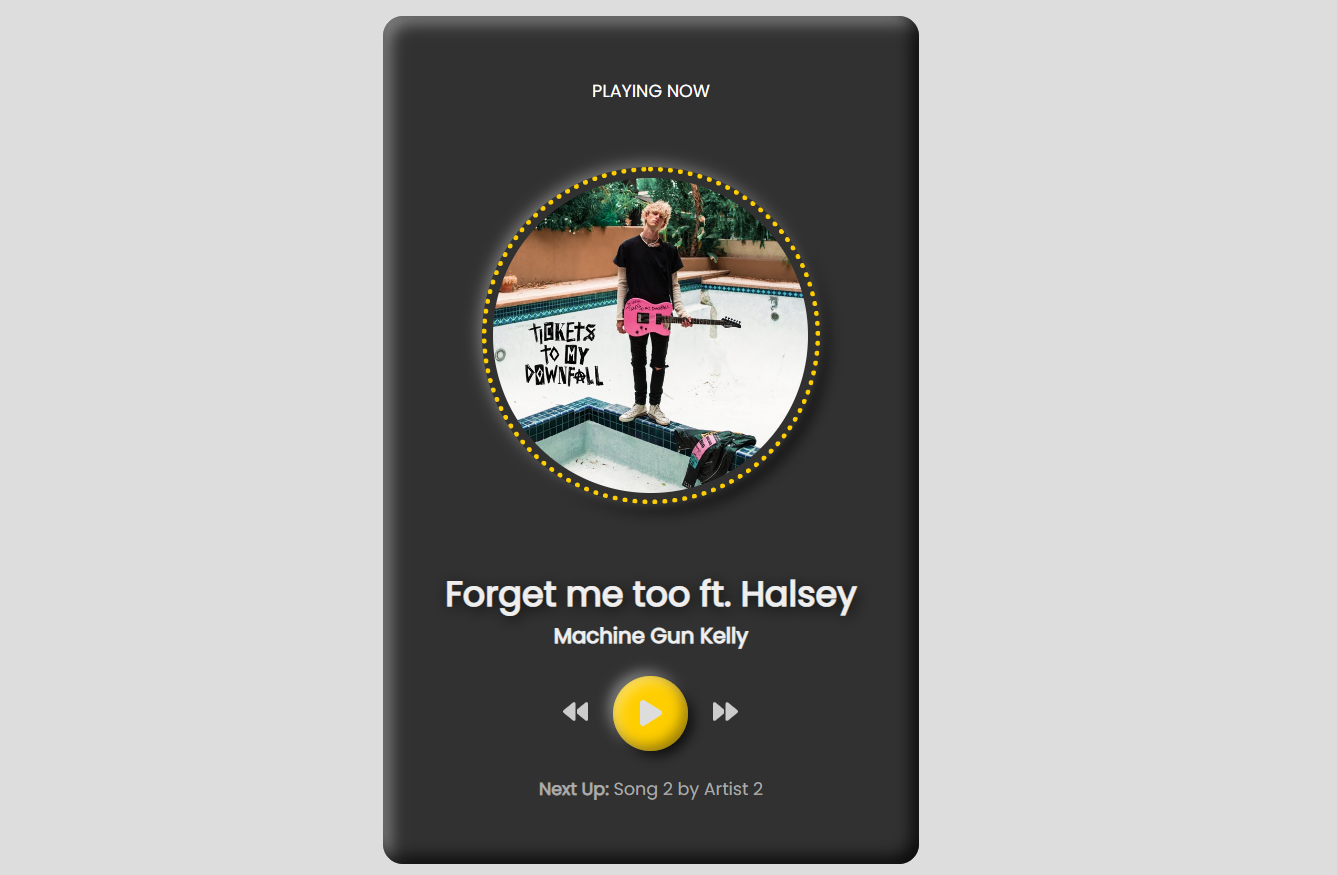 PLAYING NOW
TICKETS
TO MY
DOWNFALL
Forget me too ft. Halsey
Machine Gun Kelly
Next Up: Song 2 by Artist 2